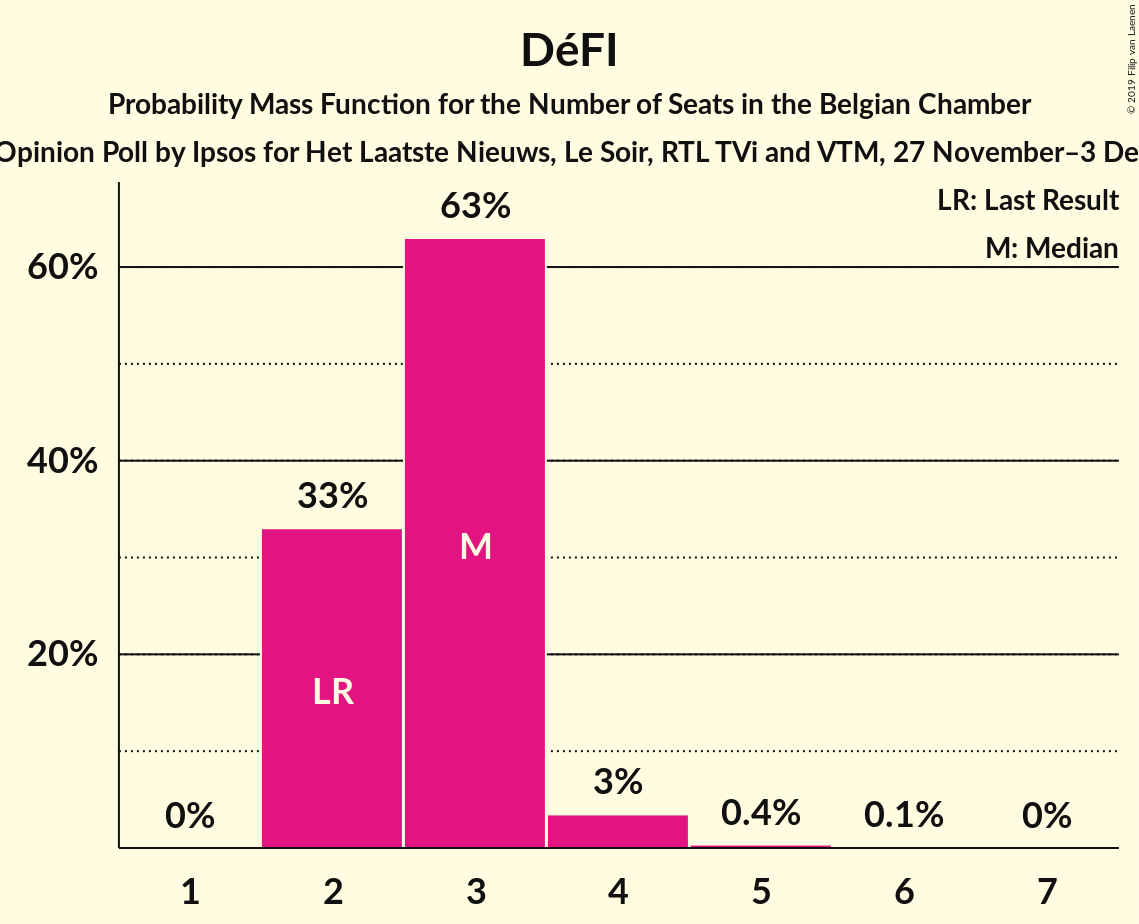 DéFI
Probability Mass Function for the Number of Seats in the Belgian Chamber
Opinion Poll by Ipsos for Het Laatste Nieuws, Le Soir, RTL TVi and VTM, 27 November–3 De
© 2019 Filip van Laenen
LR: Last Result
M: Median
60%
40%
20%
0%
33%
63%
3%
0.4%
0.1%
0%
LR
M
1 2 3 4 5 6 7